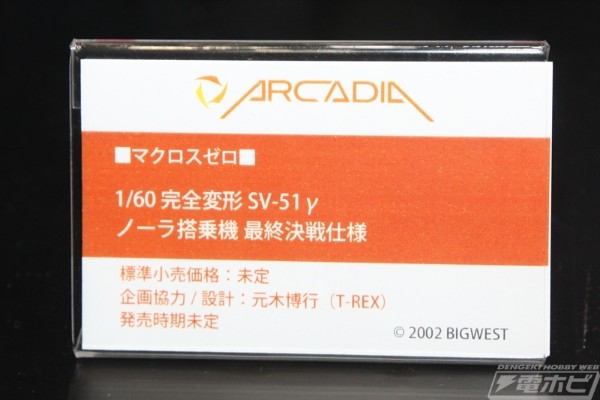 ARCADIA
■マクロスゼロ■
1/60 完全変形 SV-51γ
ノーラ搭乗機 最終決戦仕様
標準小売価格：未定
企画協力 / 設計：元木博行（T-REX）
発売時期未定
© 2002 BIGWEST
DENGEKI HOBBY WEB
電ホビ